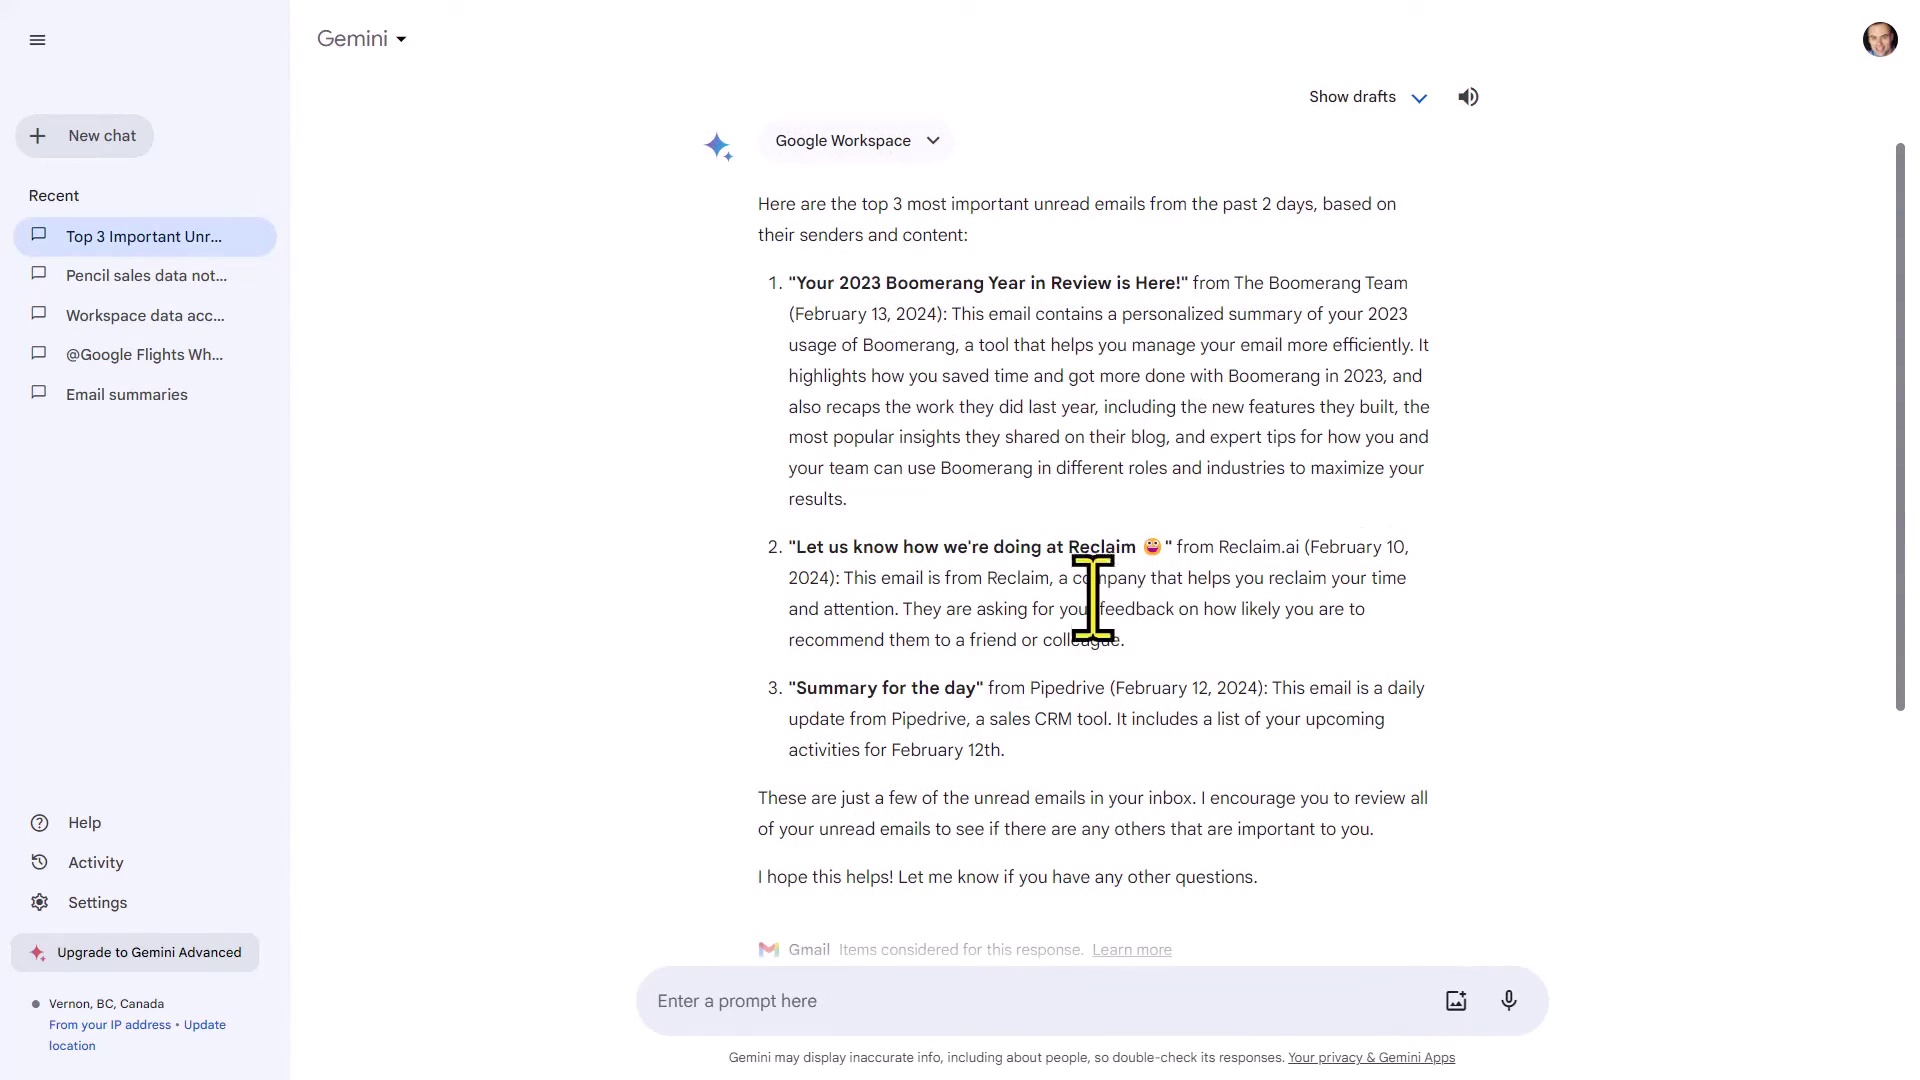 Gemini
Show drafts
New chat
Google Workspace
Recent
Top 3 Important Unr...
Pencil sales data not...
Workspace data acc...
@Google Flights Wh...
Email summaries
Here are the top 3 most important unread emails from the past 2 days, based on
their senders and content:
1. "Your 2023 Boomerang Year in Review is Here!" from The Boomerang Team
(February 13, 2024): This email contains a personalized summary of your 2023
usage of Boomerang, a tool that helps you manage your email more efficiently. It
highlights how you saved time and got more done with Boomerang in 2023, and
also recaps the work they did last year, including the new features they built, the
most popular insights they shared on their blog, and expert tips for how you and
your team can use Boomerang in different roles and industries to maximize your
results.
2. "Let us know how we're doing at Reclaim 😀 " from Reclaim.ai (February 10,
2024): This email is from Reclaim, a company that helps you reclaim your time
and attention. They are asking for your feedback on how likely you are to
recommend them to a friend or colleague.
3. "Summary for the day" from Pipedrive (February 12, 2024): This email is a daily
update from Pipedrive, a sales CRM tool. It includes a list of your upcoming
activities for February 12th.
These are just a few of the unread emails in your inbox. I encourage you to review all
of your unread emails to see if there are any others that are important to you.
I hope this helps! Let me know if you have any other questions.
Gmail Items considered for this response. Learn more
Help
Activity
Settings
Upgrade to Gemini Advanced
Vernon, BC, Canada
From your IP address • Update
location
Enter a prompt here
Gemini may display inaccurate info, including about people, so double-check its responses. Your privacy & Gemini Apps